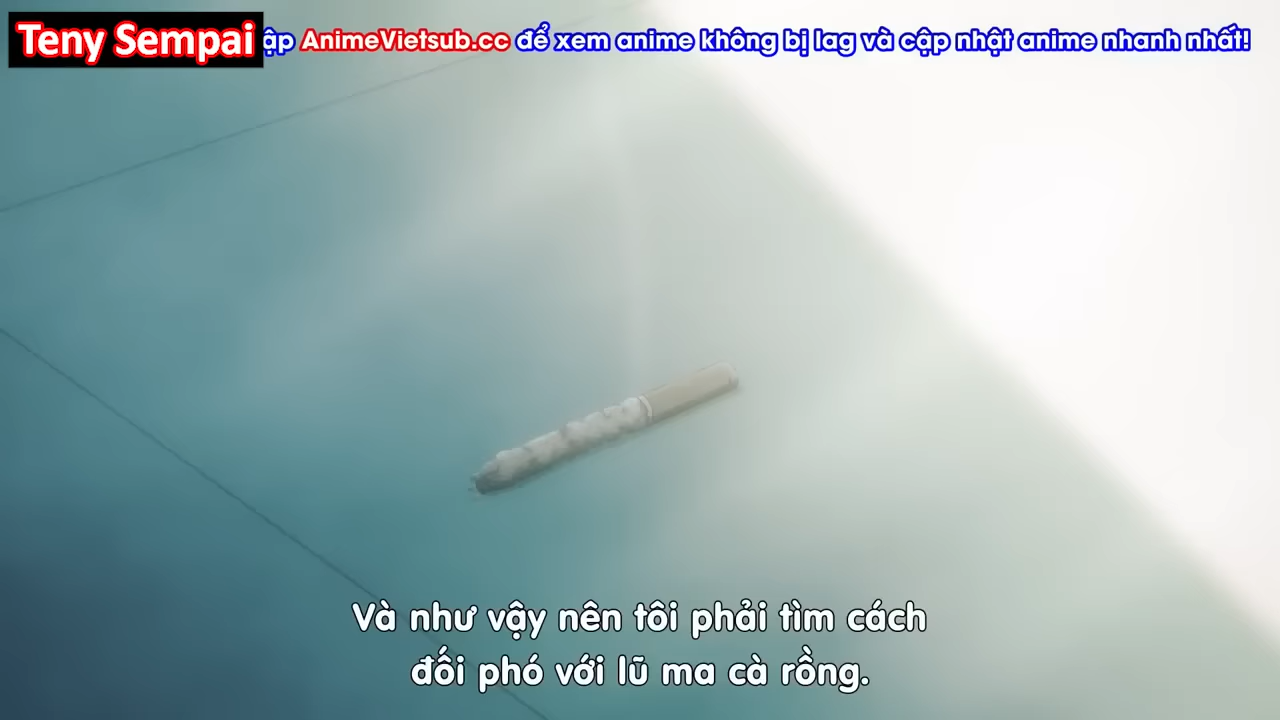 Teny Sempai
AnimeVietsub.cc để xem anime không bị lag và cập nhật anime nhanh nhất!
Và như vậy nên tôi phải tìm cách
đối phó với lũ ma cà rồng.